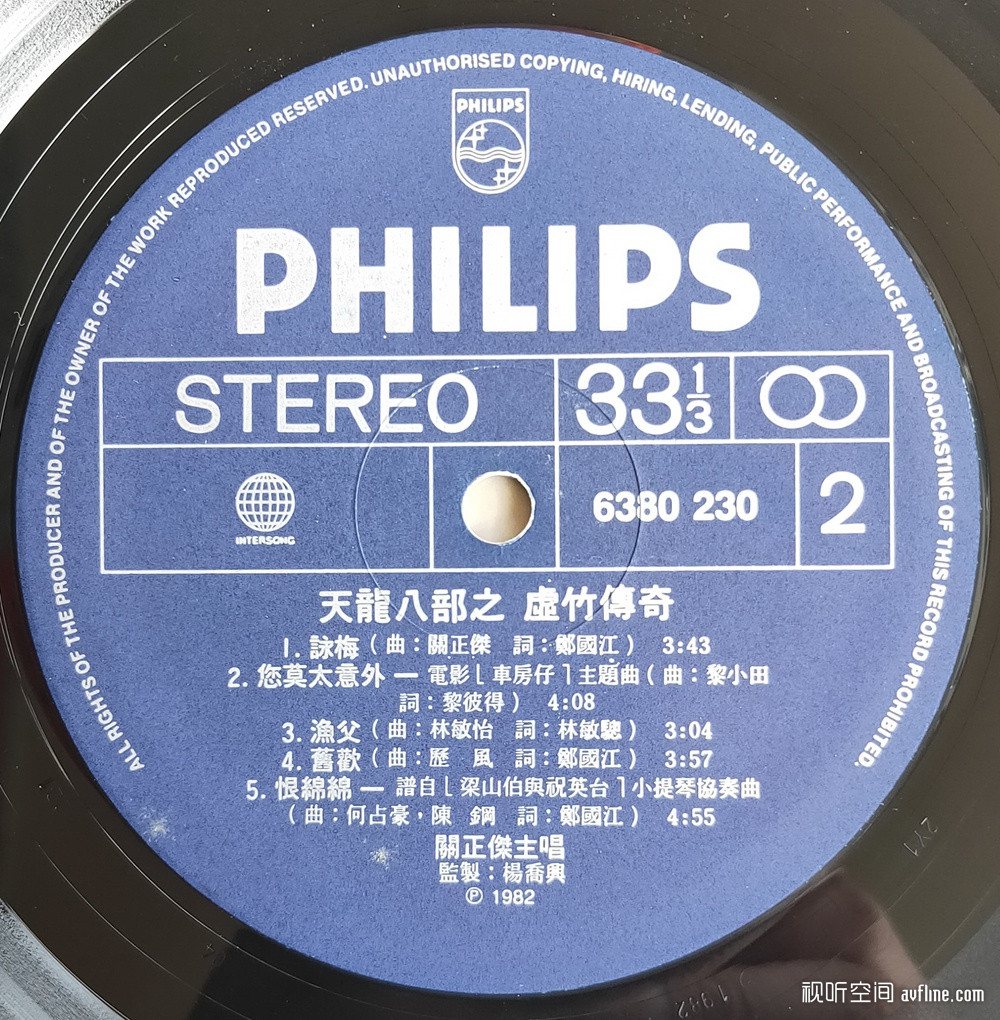 ALL RIGHTS OF THE PRODUCER AND OF THE OWNER OF THE WORK REPRODUCED RESERVED. UNAUTHORISED COPYING, HIRING, LENDING, PUBLIC PERFORMANCE AND BROADCASTING OF THIS RECORD PROHIBITED.
PHILIPS
PHILIPS
STEREO 33 1/3
INTERSONG 6380 230 2
天龍八部之 虛竹傳奇
1. 詠梅 (曲:關正傑 詞:鄭國江) 3:43
2. 您莫太意外 — 電影「車房仔」主題曲(曲:黎小田
詞:黎彼得) 4:08
3. 漁父 (曲:林敏怡 詞:林敏驄) 3:04
4. 舊歡 (曲:歷 風 詞:鄭國江) 3:57
5. 恨綿綿 — 譜自「梁山伯與祝英台」小提琴協奏曲
(曲:何占豪,陳 鋼 詞:鄭國江) 4:55
關正傑主唱
監製:楊喬興
Ⓟ 1982
视听空间 avfline.com